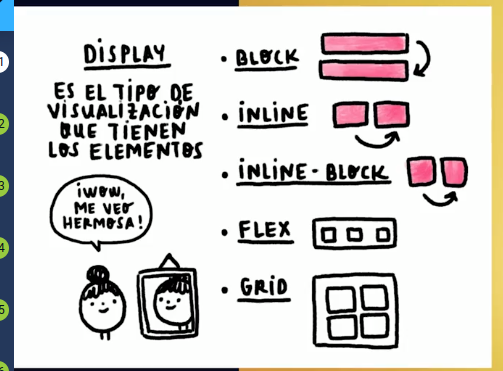 DISPLAY
ES EL TIPO DE
VISUALIZACIÓN
QUE TIENEN
LOS ELEMENTOS
¡WOW,
ME VEO
HERMOSA!
• BLOCK
• INLINE
• INLINE-BLOCK
• FLEX
• GRID
1
2
3
4
5